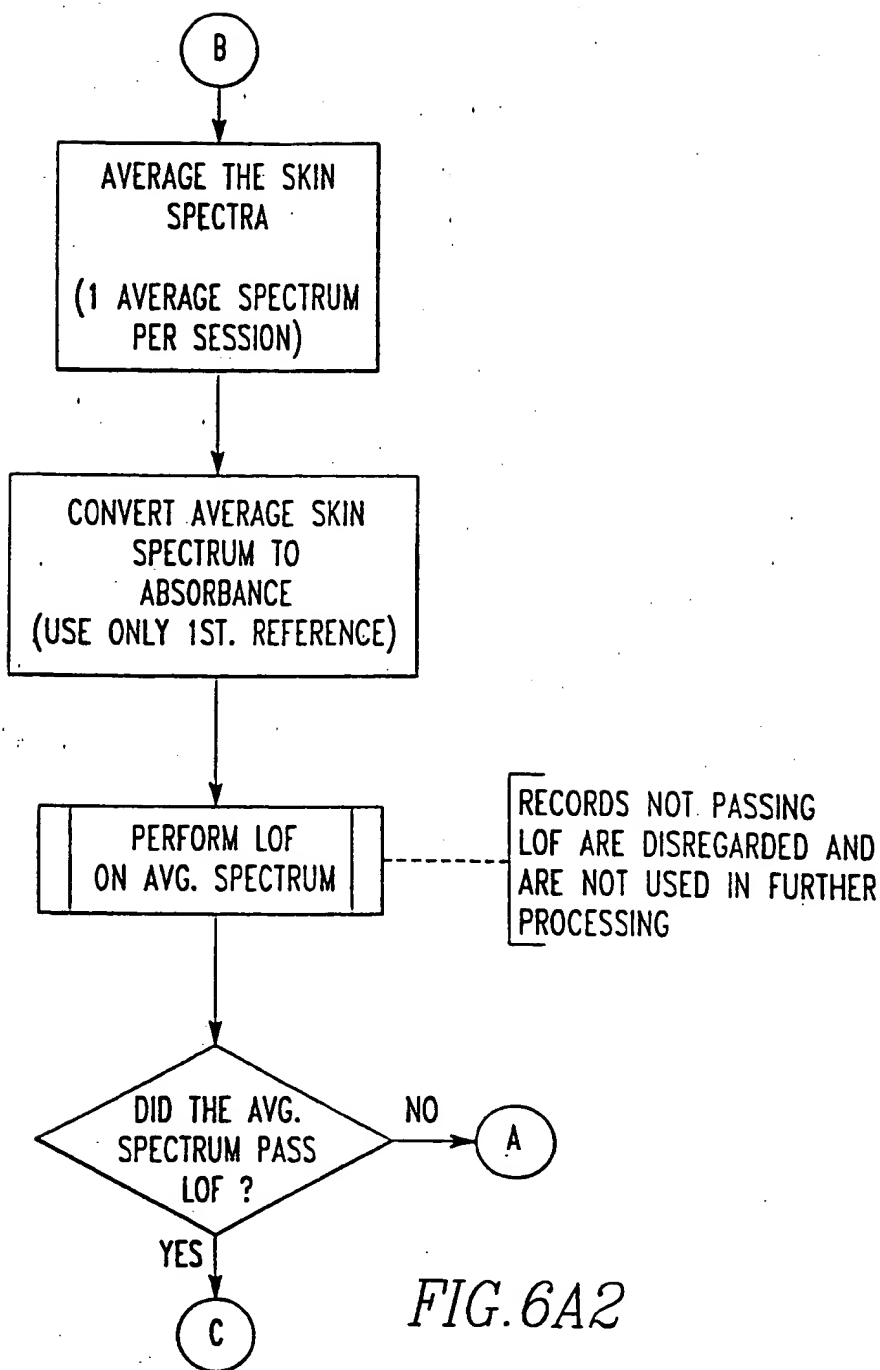 B
AVERAGE THE SKIN
SPECTRA
(1 AVERAGE SPECTRUM
PER SESSION)
CONVERT AVERAGE SKIN
SPECTRUM TO
ABSORBANCE
(USE ONLY 1ST. REFERENCE)
PERFORM LOF
ON AVG. SPECTRUM
RECORDS NOT PASSING
LOF ARE DISREGARDED AND
ARE NOT USED IN FURTHER
PROCESSING
DID THE AVG.
SPECTRUM PASS
LOF ?
NO
A
YES
C
FIG.6A2